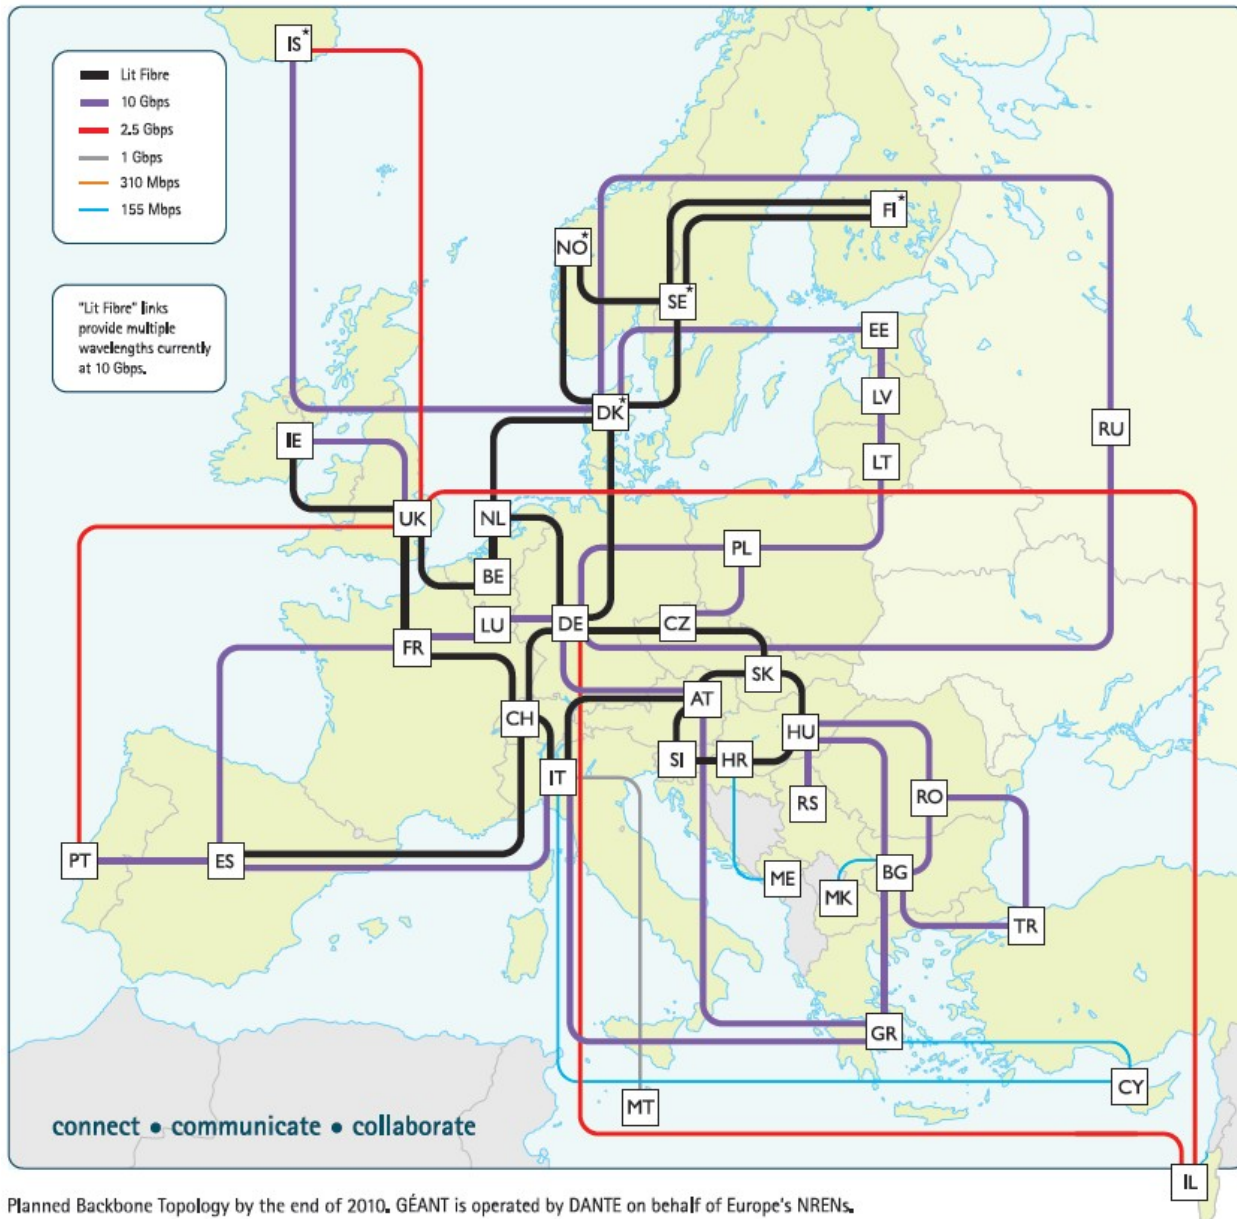 IS*
Lit Fibre
10 Gbps
2.5 Gbps
1 Gbps
310 Mbps
155 Mbps
FI*
NO*
"Lit Fibre" links
provide multiple
wavelengths currently
at 10 Gbps.
SE*
EE
LV
DK*
RU
IE
LT
UK
NL
PL
BE
LU
DE
CZ
FR
SK
AT
CH
HU
SI
HR
IT
RS
RO
PT
ES
ME
MK
BG
TR
GR
CY
MT
connect • communicate • collaborate
IL
Planned Backbone Topology by the end of 2010. GÉANT is operated by DANTE on behalf of Europe's NRENs.